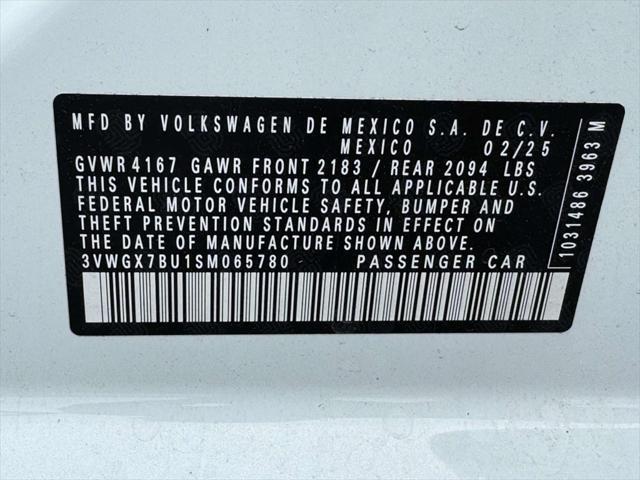 MFD BY VOLKSWAGEN DE MEXICO S.A. DE C.V.
MEXICO 02/25
GVWR 4167 GAWR FRONT 2183 / REAR 2094 LBS
THIS VEHICLE CONFORMS TO ALL APPLICABLE U.S.
FEDERAL MOTOR VEHICLE SAFETY, BUMPER AND
THEFT PREVENTION STANDARDS IN EFFECT ON
THE DATE OF MANUFACTURE SHOWN ABOVE.
3VWGX7BU1SM065780 PASSENGER CAR
1031486 3963 M